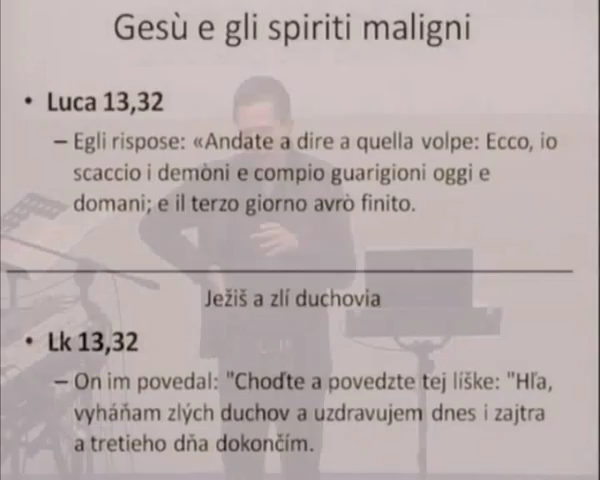 Gesù e gli spiriti maligni
• Luca 13,32
– Egli rispose: «Andate a dire a quella volpe: Ecco, io
scaccio i demòni e compio guarigioni oggi e
domani; e il terzo giorno avrò finito.
Ježiš a zlí duchovia
• Lk 13,32
– On im povedal: "Choďte a povedzte tej líške: "Hľa,
vyháňam zlých duchov a uzdravujem dnes i zajtra
a tretieho dňa dokončím.